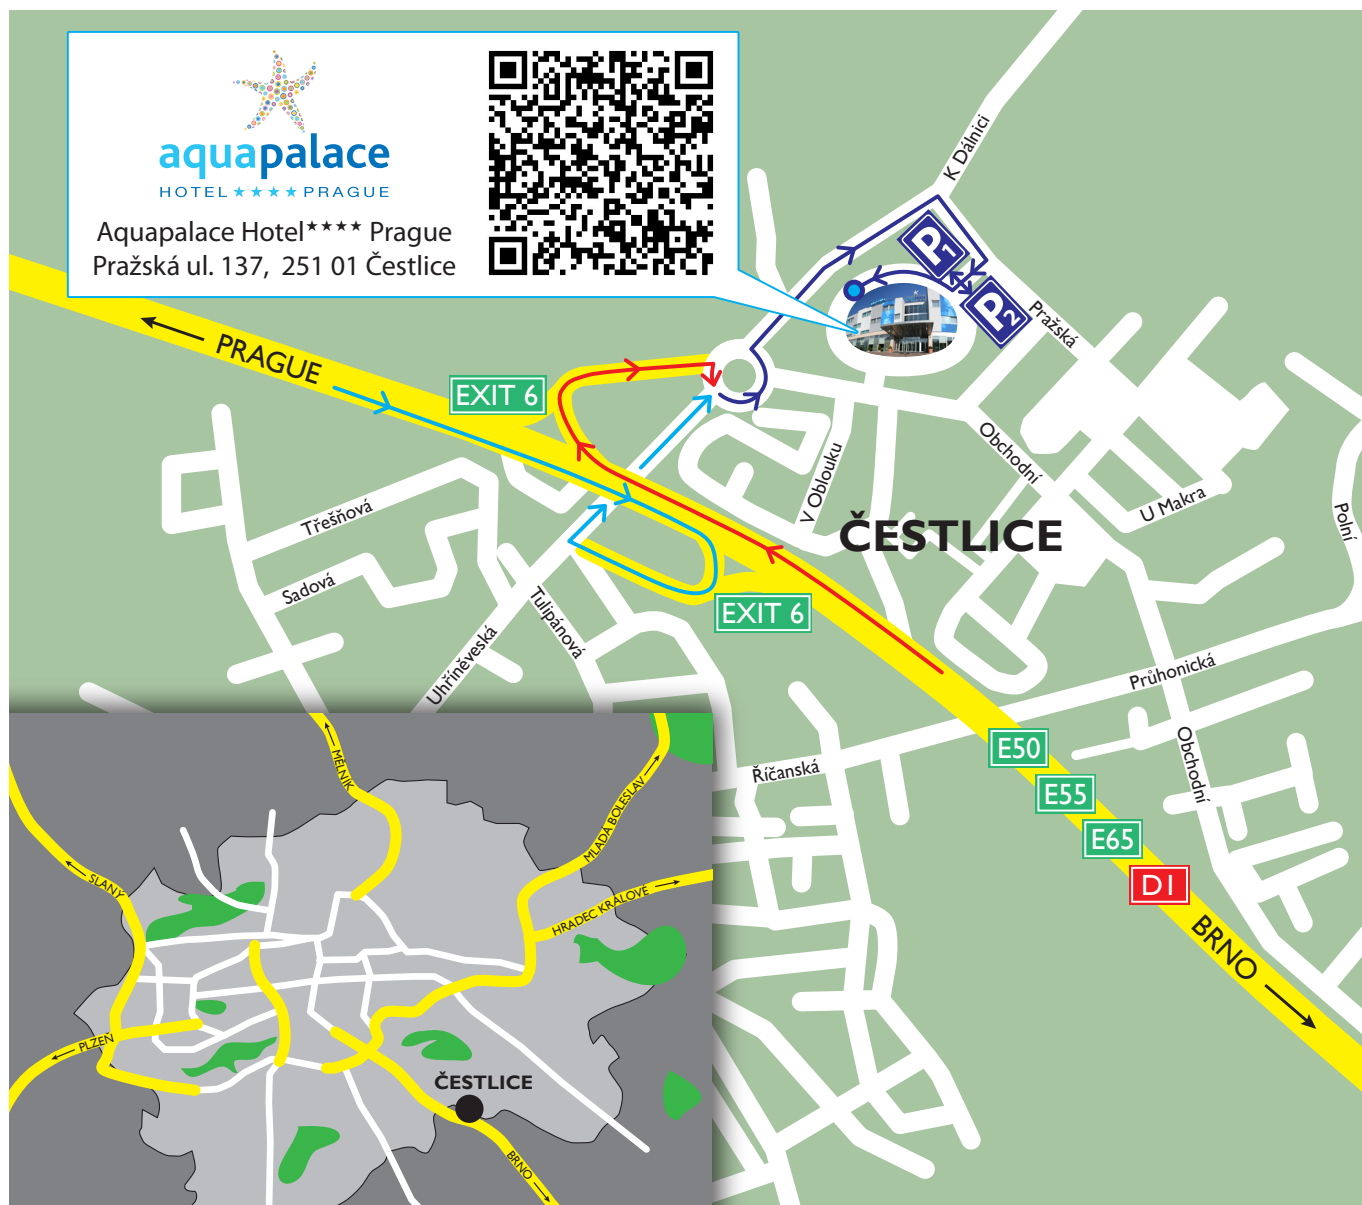 aquapalace
HOTEL ★★★★ PRAGUE
Aquapalace Hotel★★★★ Prague
Pražská ul. 137, 251 01 Čestlice
K Dálnici
P1
P2
Pražská
PRAGUE
EXIT 6
Obchodní
V Oblouku
U Makra
Polní
ČESTLICE
Třešňová
Sadová
Tulipánová
Uhříněveská
EXIT 6
Průhonická
Obchodní
Říčanská
E50
E55
E65
D1
BRNO
MĚLNÍK
MLADÁ BOLESLAV
SLANÝ
HRADEC KRÁLOVÉ
PLZEŇ
ČESTLICE
BRNO